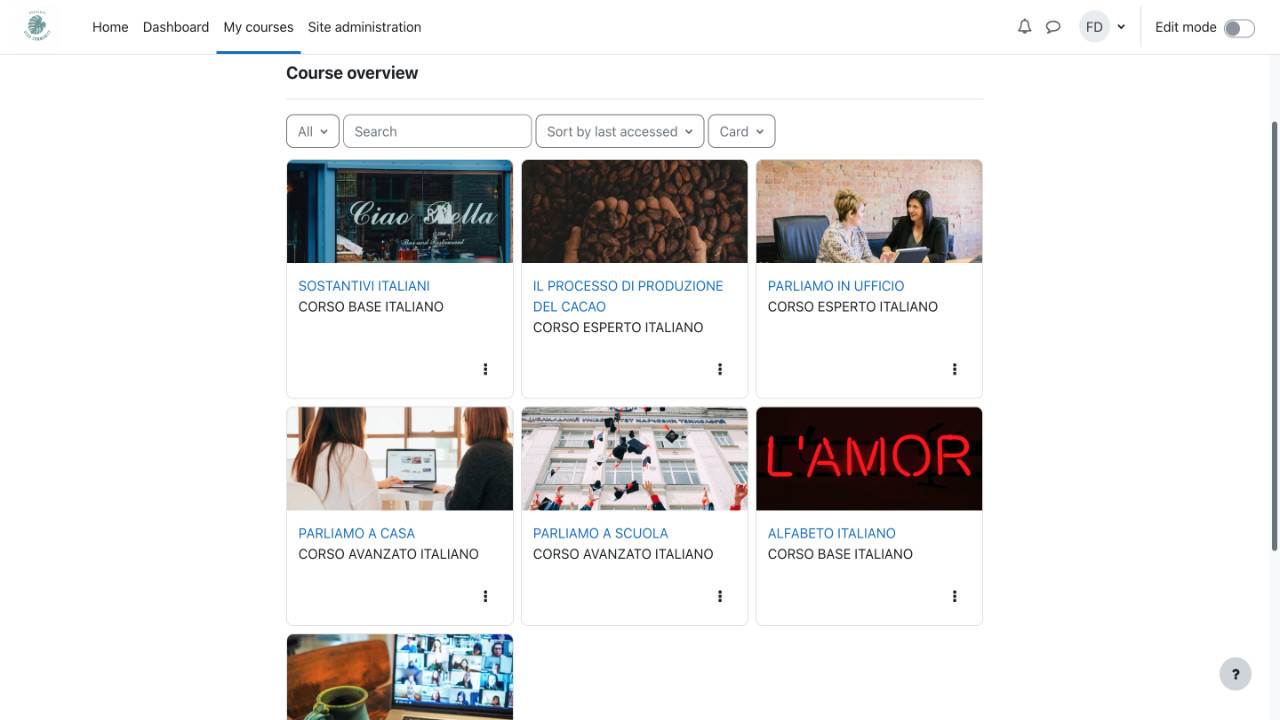 Home Dashboard My courses Site administration FD Edit mode
Course overview
All Search Sort by last accessed Card
Ciao Bella
Bar and Restaurant
SOSTANTIVI ITALIANI
CORSO BASE ITALIANO
IL PROCESSO DI PRODUZIONE
DEL CACAO
CORSO ESPERTO ITALIANO
PARLIAMO IN UFFICIO
CORSO ESPERTO ITALIANO
L'AMOR
PARLIAMO A CASA
CORSO AVANZATO ITALIANO
PARLIAMO A SCUOLA
CORSO AVANZATO ITALIANO
ALFABETO ITALIANO
CORSO BASE ITALIANO
?